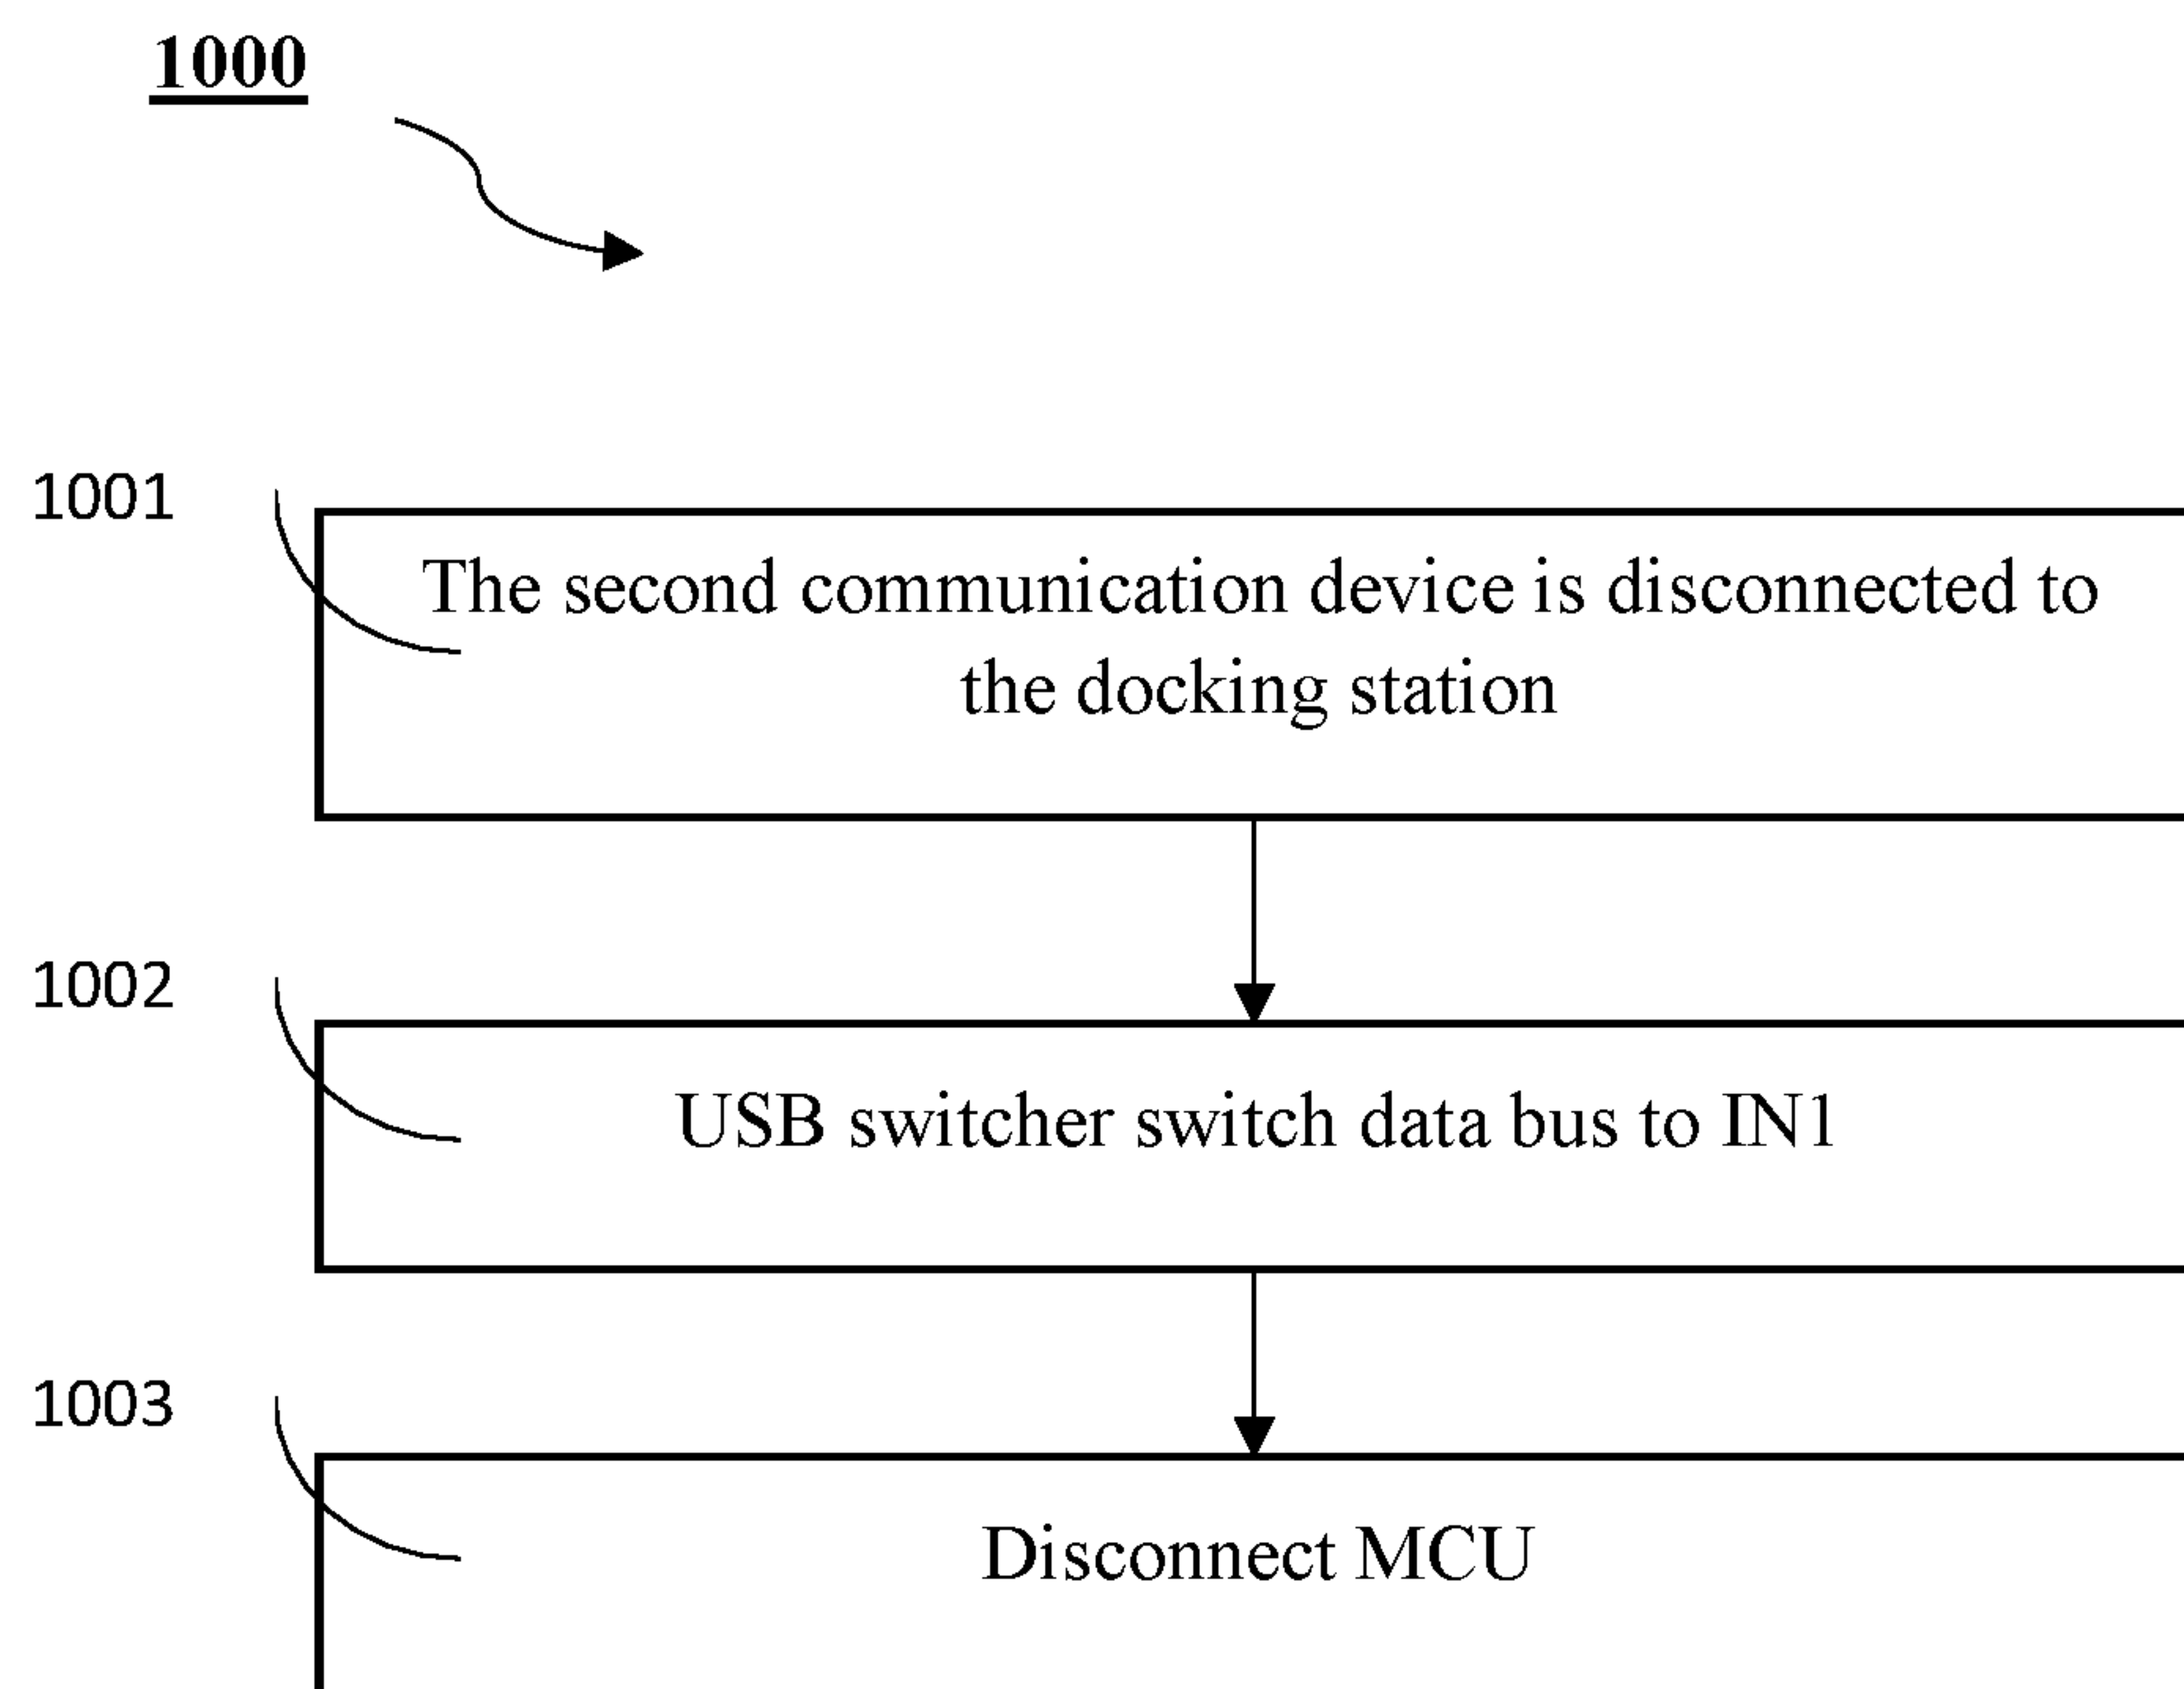 1000
1001
The second communication device is disconnected to
the docking station
1002
USB switcher switch data bus to IN1
1003
Disconnect MCU